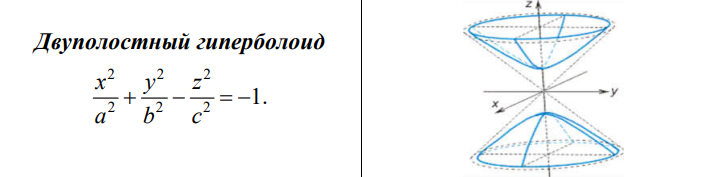 Двуполостный гиперболоид
x²/a² + y²/b² − z²/c² = −1.
z
y
x